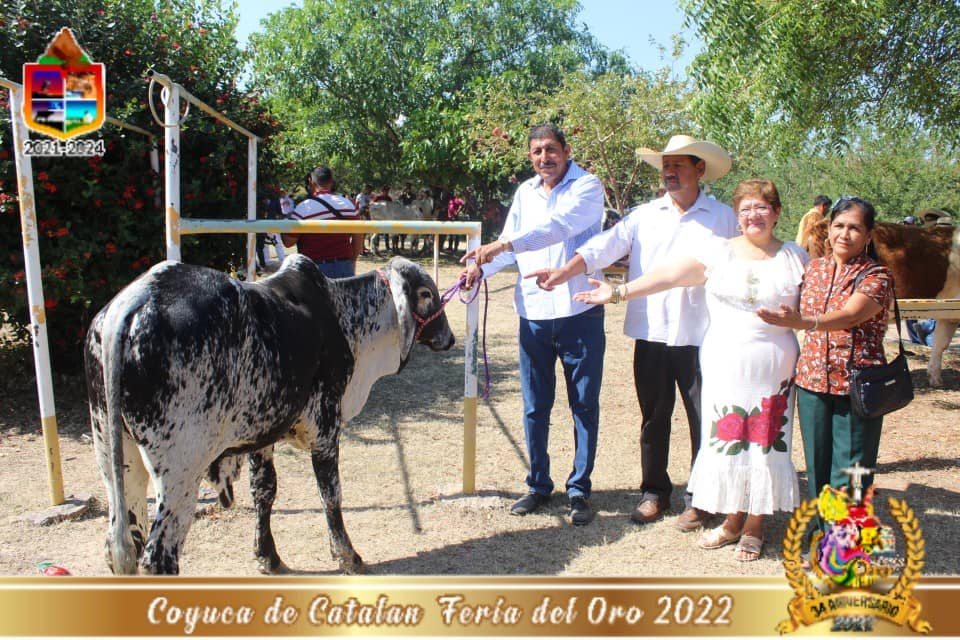 2021-2024
Coyuca de Catalan Feria del Oro 2022
34 ANIVERSARIO
2022